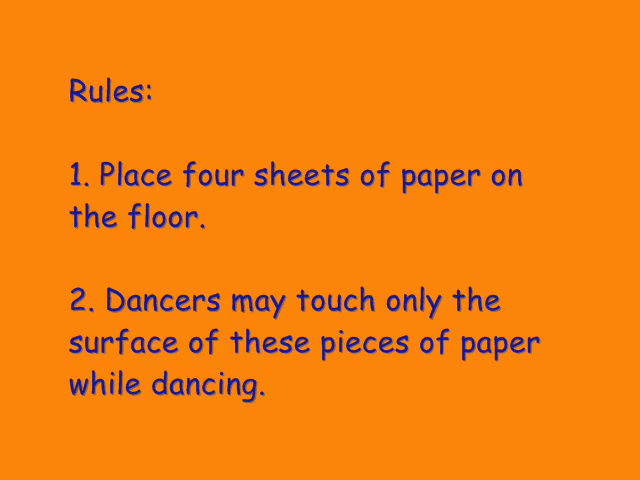 Rules:
1. Place four sheets of paper on
the floor.
2. Dancers may touch only the
surface of these pieces of paper
while dancing.